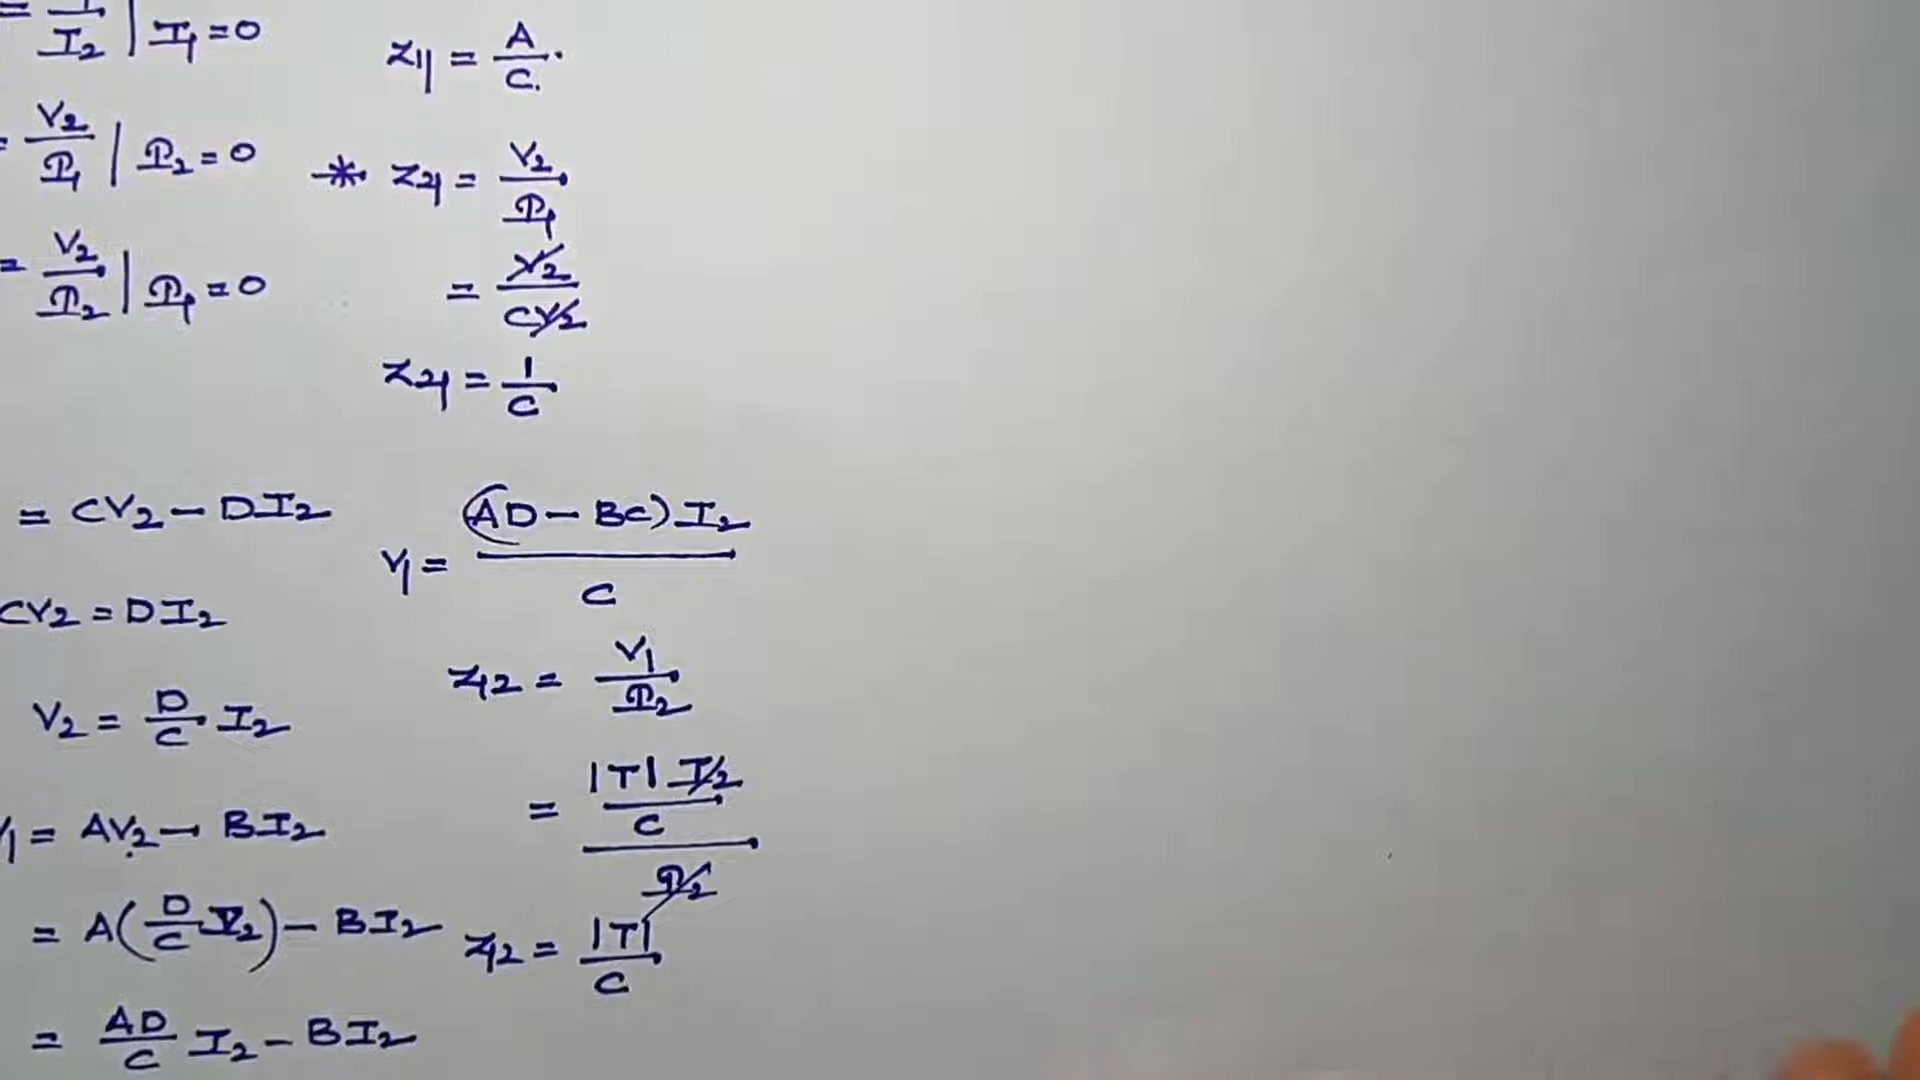 = 1/I2 | I1 = 0
= V2/I1 | I2 = 0
= V2/I2 | I1 = 0
= CV2 - DI2
CV2 = DI2
V2 = D/C . I2
V1 = AV2 - BI2
= A(D/C I2) - BI2
= AD/C I2 - BI2
Z11 = A/C.
* Z21 = V2/I1
= V2/CV2
Z21 = 1/C
V1 = (AD - BC) I2 / C
Z12 = V1/I2
= |T| I2/C / I2
Z12 = |T|/C